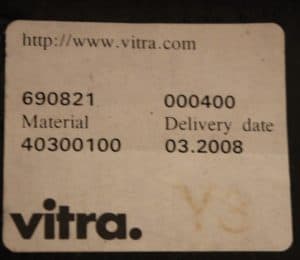 http://www.vitra.com
690821 000400
Material Delivery date
40300100 03.2008
vitra.